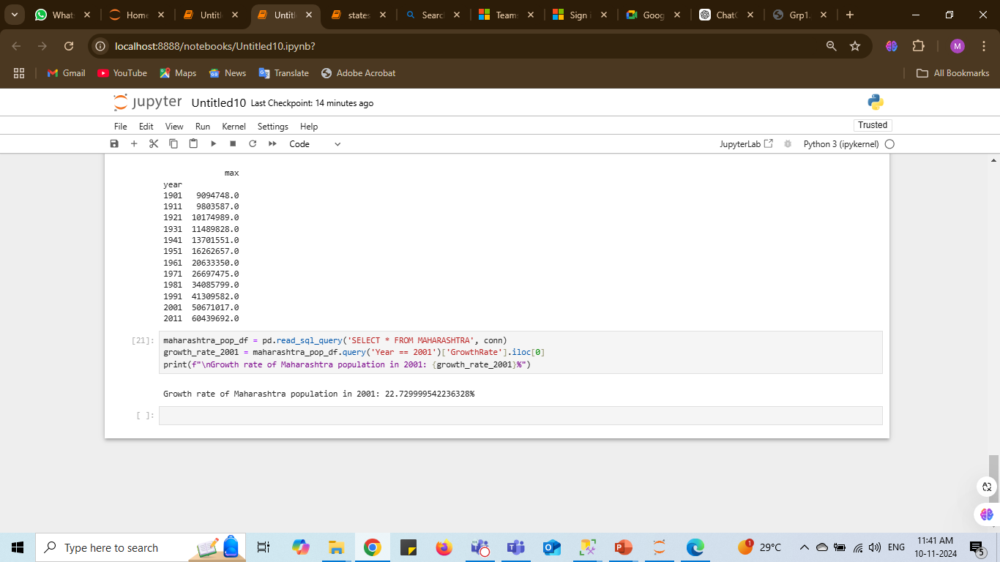 Whats
Home
Untitl
Untitl
states
Searc
Team
Sign i
Goog
ChatG
Grp1.
localhost:8888/notebooks/Untitled10.ipynb?
M
Gmail
YouTube
Maps
News
Translate
Adobe Acrobat
All Bookmarks
jupyter Untitled10 Last Checkpoint: 14 minutes ago
File Edit View Run Kernel Settings Help
Trusted
Code
JupyterLab
Python 3 (ipykernel)
max
year
1901 9094748.0
1911 9803587.0
1921 10174989.0
1931 11489828.0
1941 13701551.0
1951 16262657.0
1961 20633350.0
1971 26697475.0
1981 34085799.0
1991 41309582.0
2001 50671017.0
2011 60439692.0
[21]: maharashtra_pop_df = pd.read_sql_query('SELECT * FROM MAHARASHTRA', conn)
growth_rate_2001 = maharashtra_pop_df.query('Year == 2001')['GrowthRate'].iloc[0]
print(f"\nGrowth rate of Maharashtra population in 2001: {growth_rate_2001}%")
Growth rate of Maharashtra population in 2001: 22.729999542236328%
[ ]:
Type here to search
1
29°C
ENG
11:41 AM
10-11-2024
5